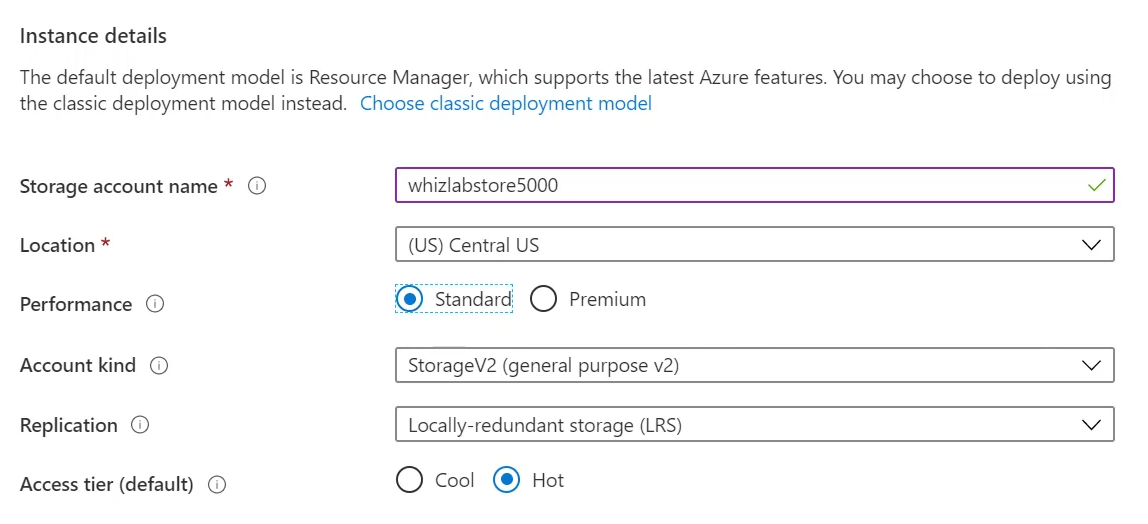 Instance details
The default deployment model is Resource Manager, which supports the latest Azure features. You may choose to deploy using
the classic deployment model instead. Choose classic deployment model
Storage account name * whizlabstore5000
Location * (US) Central US
Performance Standard Premium
Account kind StorageV2 (general purpose v2)
Replication Locally-redundant storage (LRS)
Access tier (default) Cool Hot